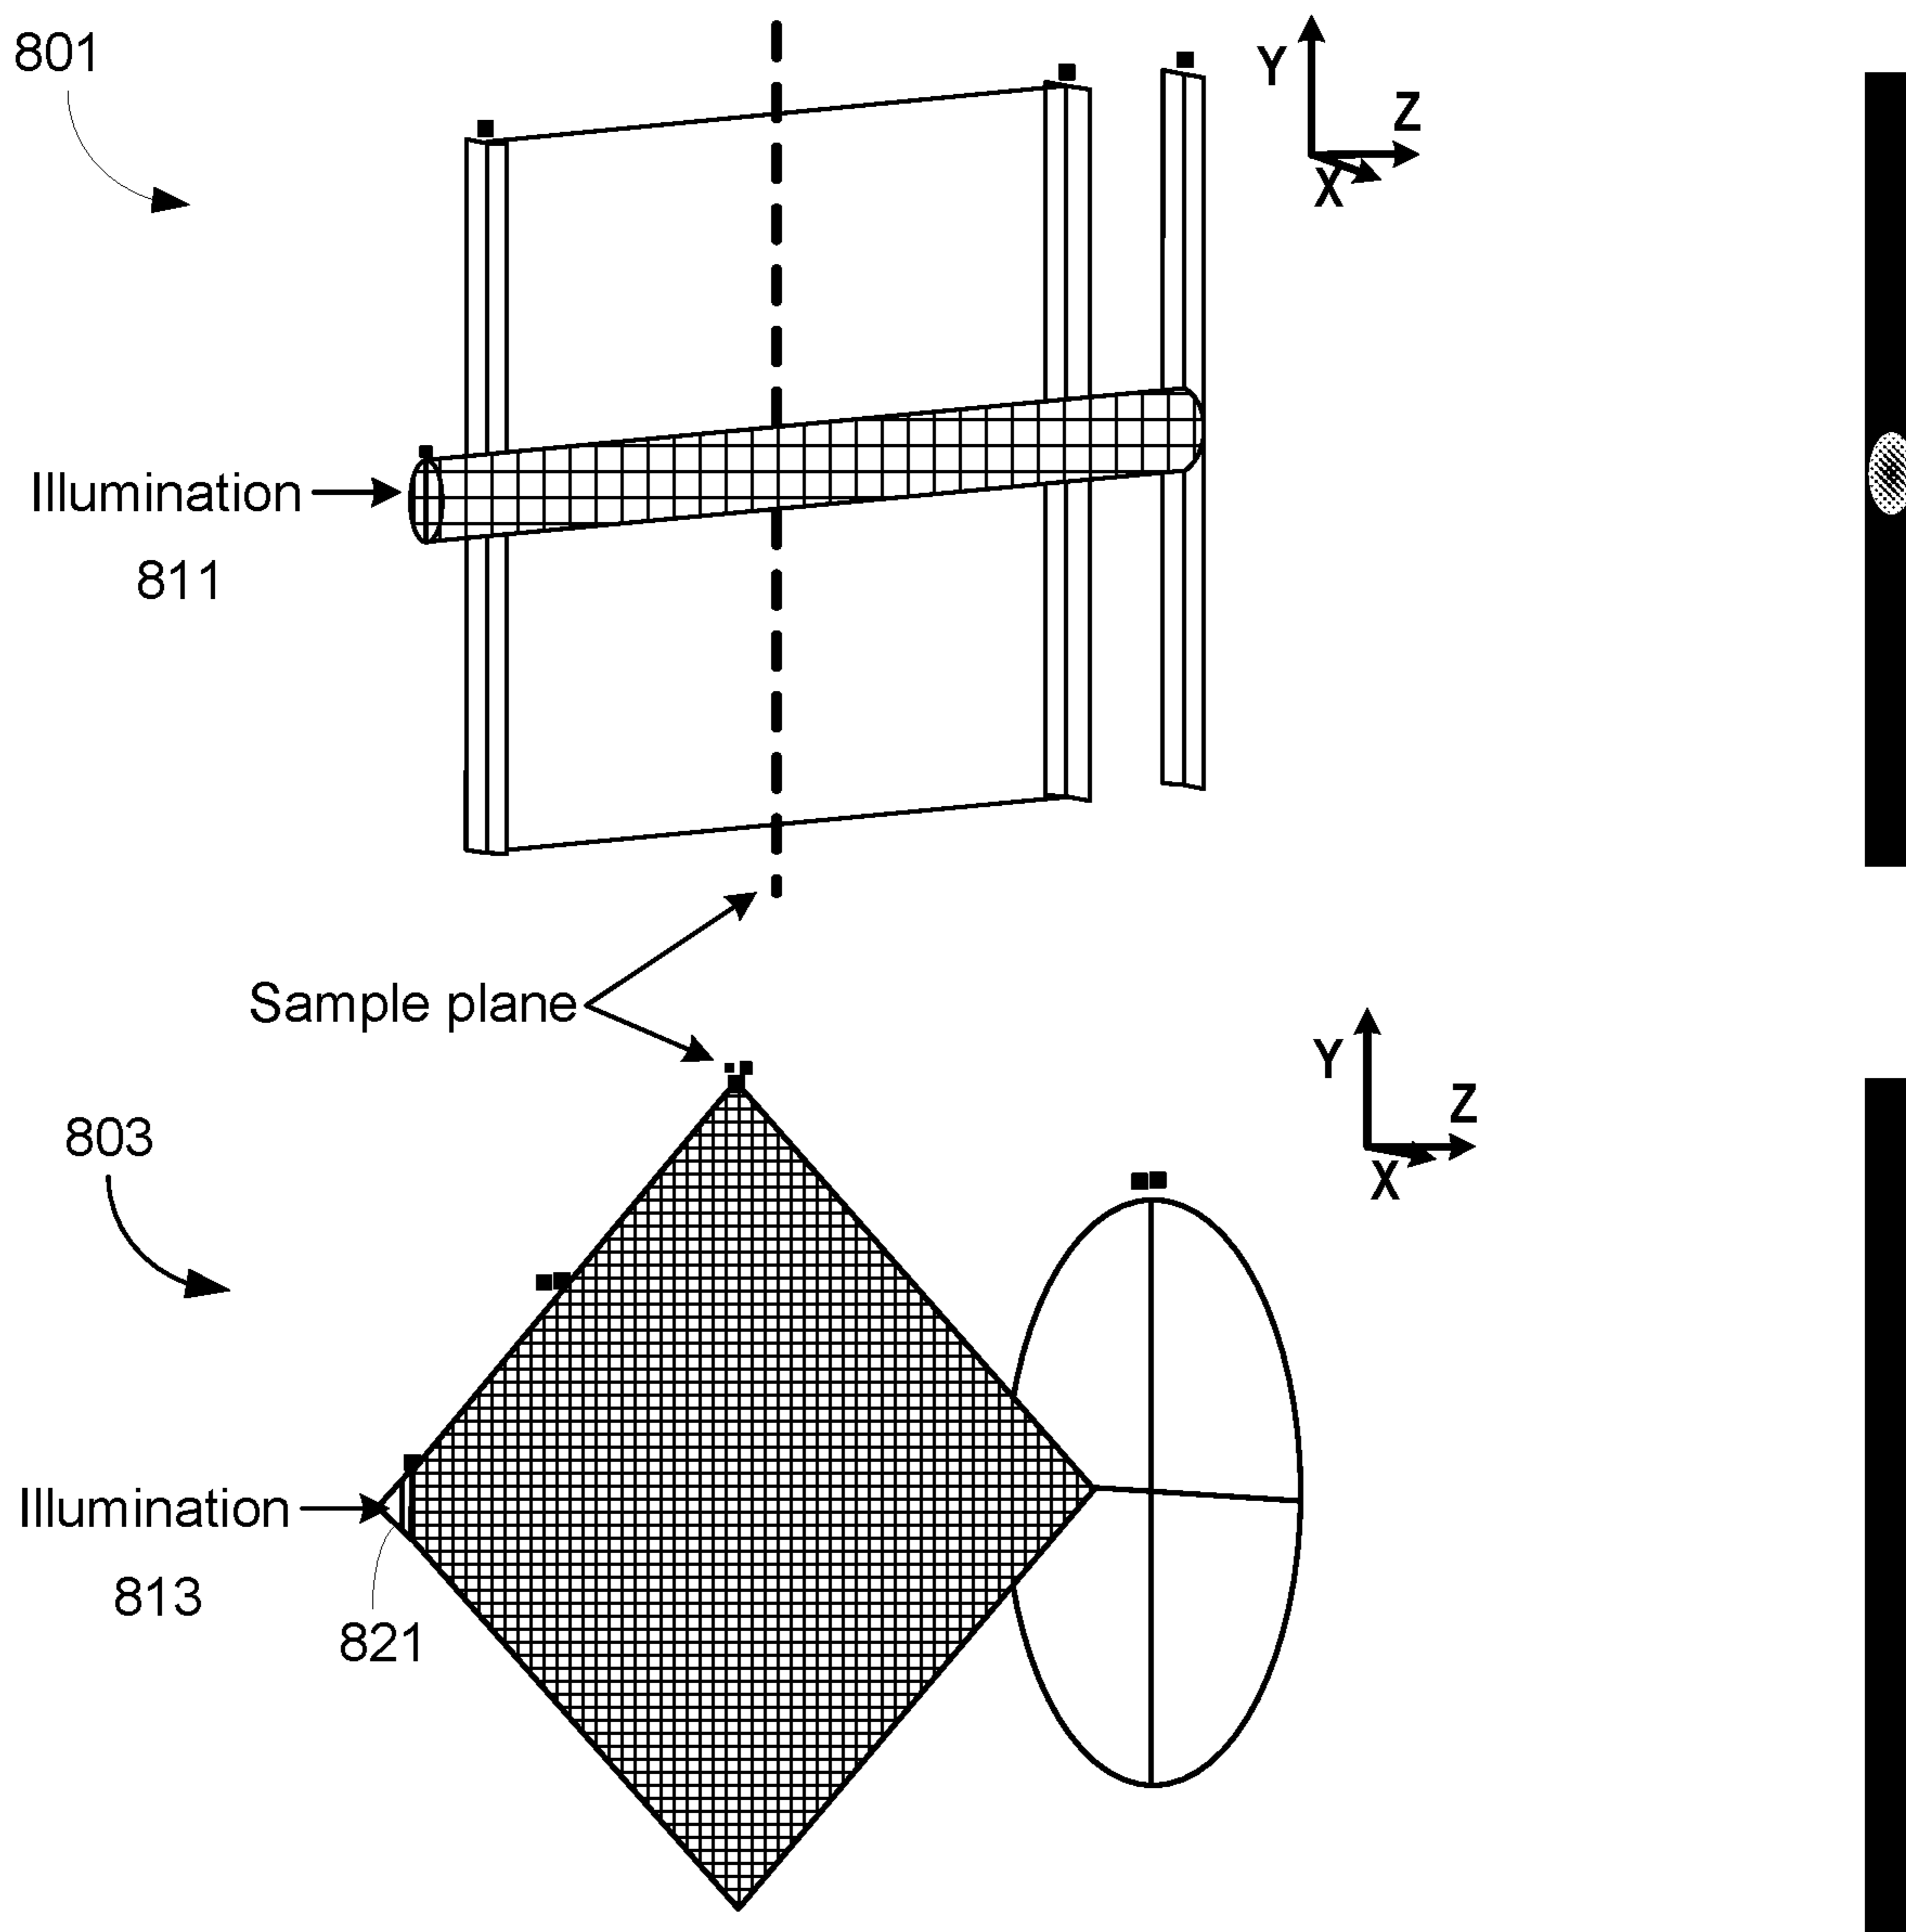 801
Y
Z
X
Illumination
811
Sample plane
Y
Z
X
803
Illumination
813
821